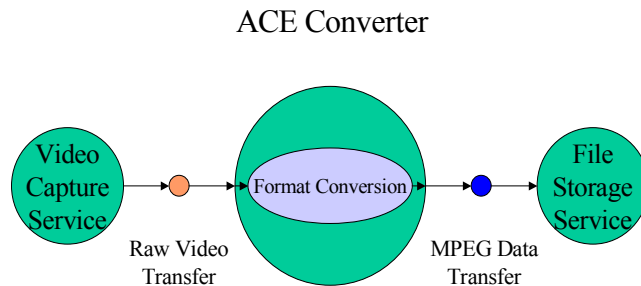 ACE Converter
Video
Capture
Service
Format Conversion
File
Storage
Service
Raw Video
Transfer
MPEG Data
Transfer